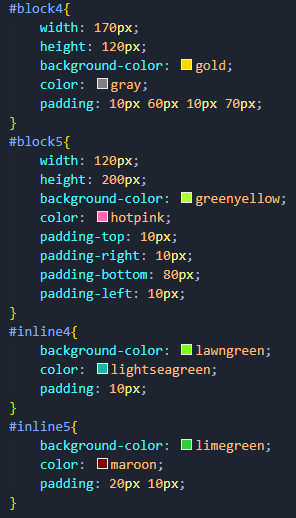 #block4{
    width: 170px;
    height: 120px;
    background-color: gold;
    color: gray;
    padding: 10px 60px 10px 70px;
}
#block5{
    width: 120px;
    height: 200px;
    background-color: greenyellow;
    color: hotpink;
    padding-top: 10px;
    padding-right: 10px;
    padding-bottom: 80px;
    padding-left: 10px;
}
#inline4{
    background-color: lawngreen;
    color: lightseagreen;
    padding: 10px;
}
#inline5{
    background-color: limegreen;
    color: maroon;
    padding: 20px 10px;
}